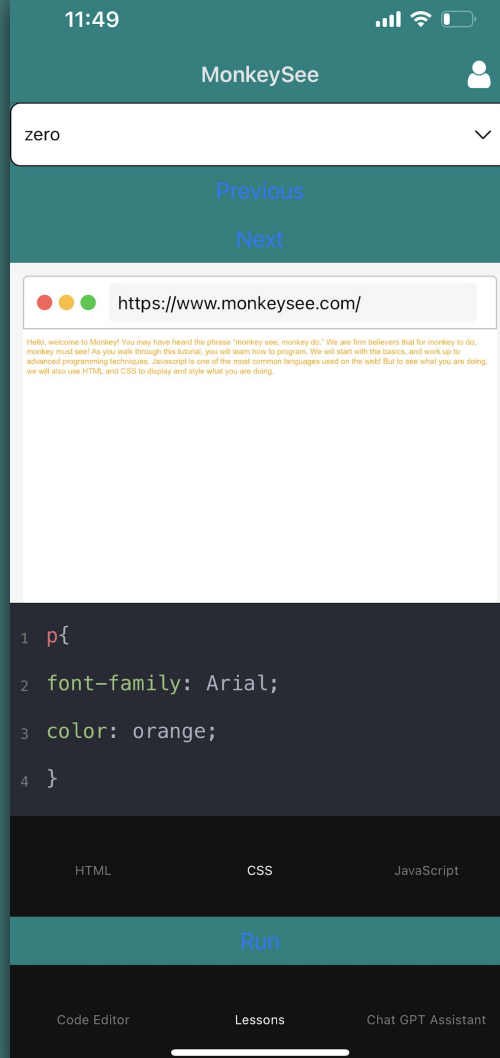 11:49
MonkeySee
zero
Previous
Next
https://www.monkeysee.com/
Hello, welcome to Monkey! You may have heard the phrase "monkey see, monkey do." We are firm believers that for monkey to do,
monkey must see! As you walk through this tutorial, you will learn how to program. We will start with the basics, and work up to
advanced programming techniques. Javascript is one of the most common languages used on the web! But to see what you are doing,
we will also use HTML and CSS to display and style what you are doing.
1 p{
2 font-family: Arial;
3 color: orange;
4 }
HTML CSS JavaScript
Run
Code Editor Lessons Chat GPT Assistant